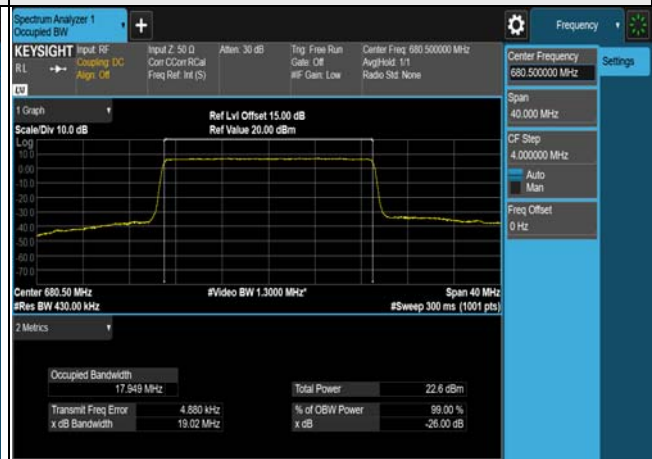 Spectrum Analyzer 1
Occupied BW
+
Frequency
KEYSIGHT
RL
Input: RF
Coupling: DC
Align: Off
Input Z: 50 Ω
Corr CCorr RCal
Freq Ref: Int (S)
Atten: 30 dB
Trig: Free Run
Gate: Off
#IF Gain: Low
Center Freq: 680.500000 MHz
Avg|Hold: 1/1
Radio Std: None
Center Frequency
680.500000 MHz
Settings
Span
40.000 MHz
CF Step
4.000000 MHz
Auto
Man
Freq Offset
0 Hz
1 Graph
Scale/Div 10.0 dB
Ref Lvl Offset 15.00 dB
Ref Value 20.00 dBm
Log
10.0
0.00
-10.0
-20.0
-30.0
-40.0
-50.0
-60.0
-70.0
Center 680.50 MHz
#Video BW 1.3000 MHz*
Span 40 MHz
#Res BW 430.00 kHz
#Sweep 300 ms (1001 pts)
2 Metrics
Occupied Bandwidth
17.949 MHz
Total Power 22.6 dBm
Transmit Freq Error 4.880 kHz
% of OBW Power 99.00 %
x dB Bandwidth 19.02 MHz
x dB -26.00 dB